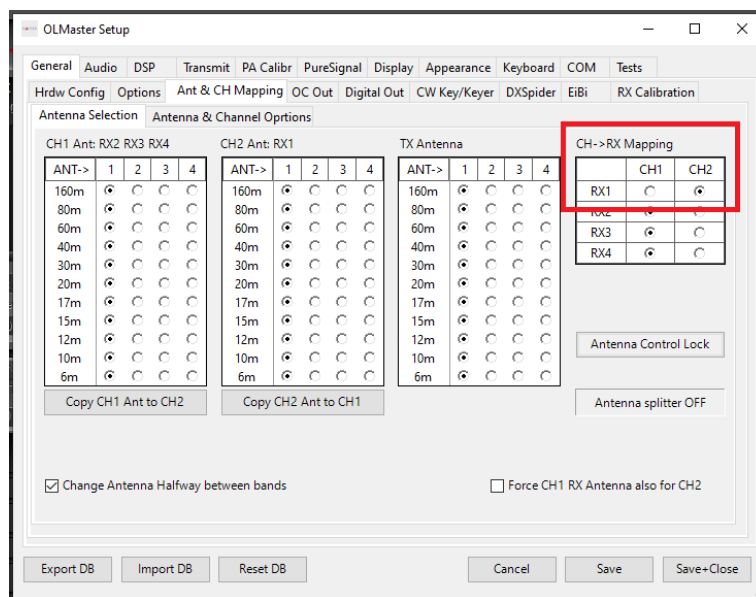 OLMaster Setup
General Audio DSP Transmit PA Calibr PureSignal Display Appearance Keyboard COM Tests
Hrdw Config Options Ant & CH Mapping OC Out Digital Out CW Key/Keyer DXSpider EiBi RX Calibration
Antenna Selection Antenna & Channel Oprtions
CH1 Ant: RX2 RX3 RX4 CH2 Ant: RX1 TX Antenna CH->RX Mapping
ANT-> 1 2 3 4 ANT-> 1 2 3 4 ANT-> 1 2 3 4 CH1 CH2
160m 160m 160m RX1
80m 80m 80m RX2
60m 60m 60m RX3
40m 40m 40m RX4
30m 30m 30m
20m 20m 20m
17m 17m 17m
15m 15m 15m
12m 12m 12m Antenna Control Lock
10m 10m 10m
6m 6m 6m
Copy CH1 Ant to CH2 Copy CH2 Ant to CH1 Antenna splitter OFF
Change Antenna Halfway between bands Force CH1 RX Antenna also for CH2
Export DB Import DB Reset DB Cancel Save Save+Close